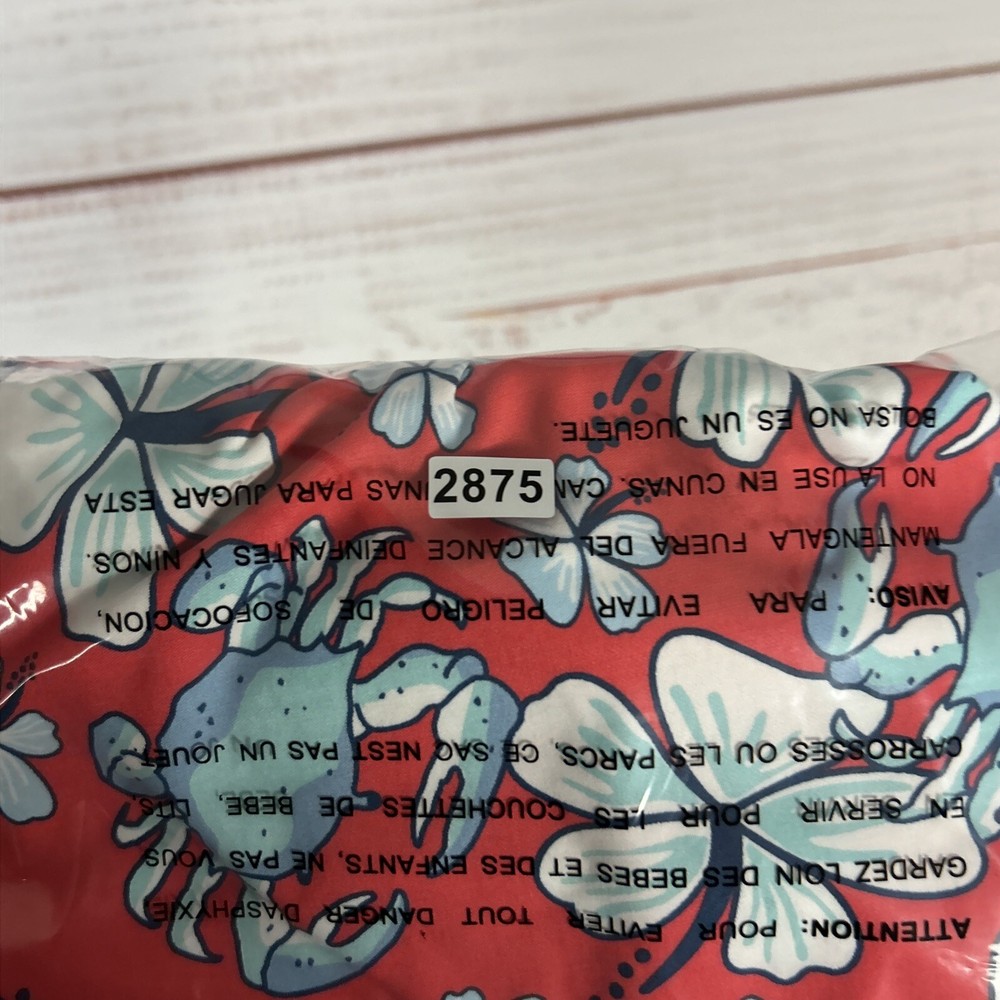 ATTENTION: POUR EVITER TOUT DANGER D'ASPHYXIE,
GARDEZ LOIN DES BEBES ET DES ENFANTS, NE PAS VOUS
EN SERVIR POUR LES COUCHETTES DE BEBE, LITS,
CARROSSES OU LES PARCS, CE SAC NEST PAS UN JOUET.
AVISO: PARA EVITAR PELIGRO DE SOFOCACION,
MANTENGALA FUERA DEL ALCANCE DEINFANTES Y NINOS.
NO LA USE EN CUNAS. CAN UNAS PARA JUGAR ESTA
BOLSA NO ES UN JUGUETE.
2875